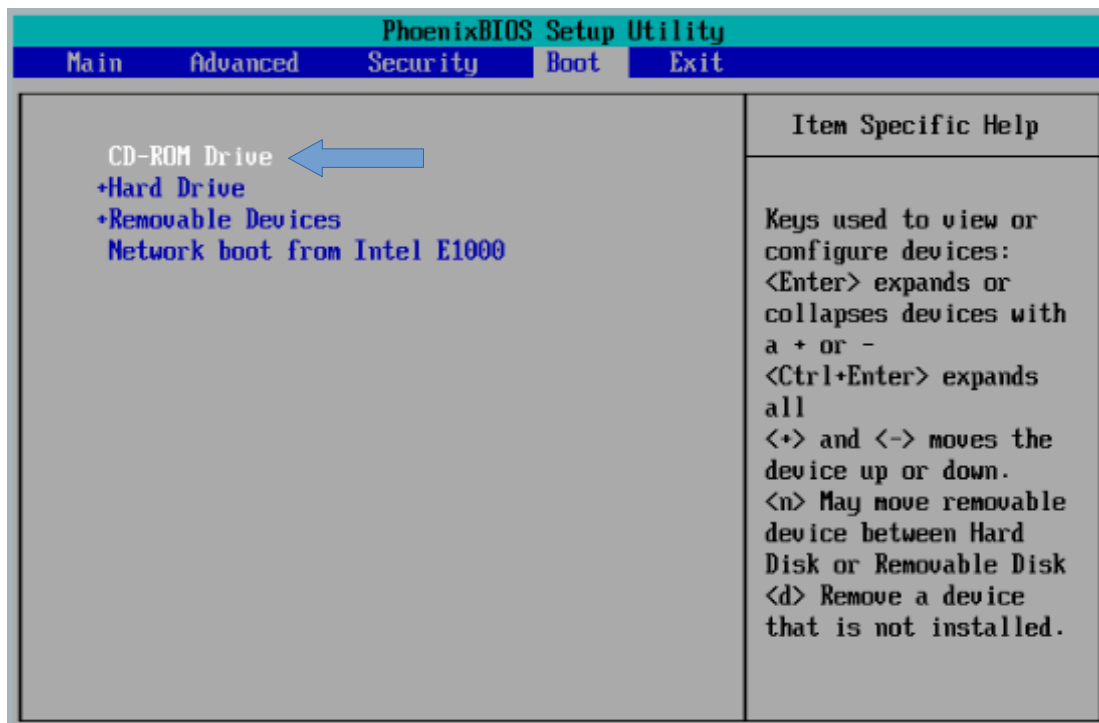 PhoenixBIOS Setup Utility
Main Advanced Security Boot Exit
CD-ROM Drive
+Hard Drive
+Removable Devices
Network boot from Intel E1000
Item Specific Help
Keys used to view or
configure devices:
<Enter> expands or
collapses devices with
a + or -
<Ctrl+Enter> expands
all
<+> and <-> moves the
device up or down.
<n> May move removable
device between Hard
Disk or Removable Disk
<d> Remove a device
that is not installed.